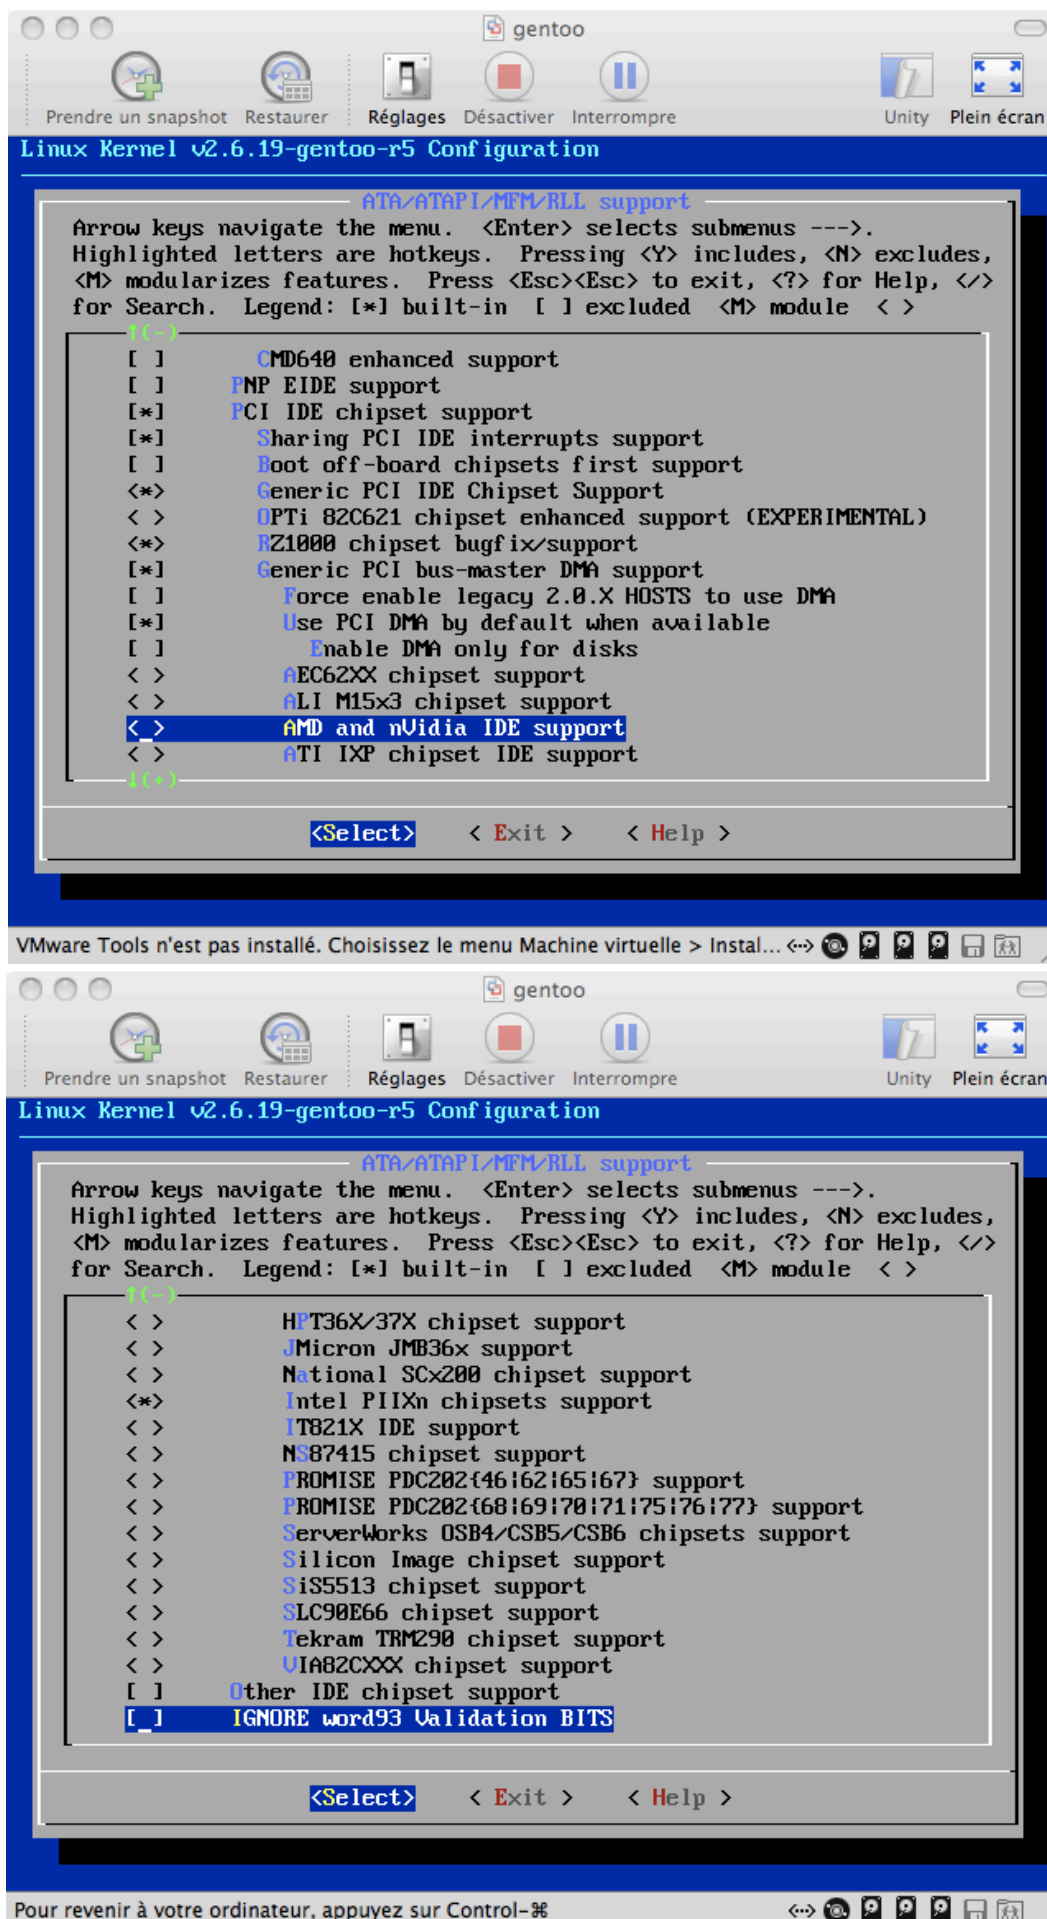 gentoo
Prendre un snapshot Restaurer Réglages Désactiver Interrompre Unity Plein écran
Linux Kernel v2.6.19-gentoo-r5 Configuration
ATA/ATAPI/MFM/RLL support
Arrow keys navigate the menu. <Enter> selects submenus --->.
Highlighted letters are hotkeys. Pressing <Y> includes, <N> excludes,
<M> modularizes features. Press <Esc><Esc> to exit, <?> for Help, </>
for Search. Legend: [*] built-in [ ] excluded <M> module < >
↑(-)
[ ] CMD640 enhanced support
[ ] PNP EIDE support
[*] PCI IDE chipset support
[*] Sharing PCI IDE interrupts support
[ ] Boot off-board chipsets first support
<*> Generic PCI IDE Chipset Support
< > OPTi 82C621 chipset enhanced support (EXPERIMENTAL)
<*> RZ1000 chipset bugfix/support
[*] Generic PCI bus-master DMA support
[ ] Force enable legacy 2.0.X HOSTS to use DMA
[*] Use PCI DMA by default when available
[ ] Enable DMA only for disks
< > AEC62XX chipset support
< > ALI M15x3 chipset support
<_> AMD and nVidia IDE support
< > ATI IXP chipset IDE support
↓(+)
<Select> < Exit > < Help >
VMware Tools n'est pas installé. Choisissez le menu Machine virtuelle > Instal...
gentoo
Prendre un snapshot Restaurer Réglages Désactiver Interrompre Unity Plein écran
Linux Kernel v2.6.19-gentoo-r5 Configuration
ATA/ATAPI/MFM/RLL support
Arrow keys navigate the menu. <Enter> selects submenus --->.
Highlighted letters are hotkeys. Pressing <Y> includes, <N> excludes,
<M> modularizes features. Press <Esc><Esc> to exit, <?> for Help, </>
for Search. Legend: [*] built-in [ ] excluded <M> module < >
↑(-)
< > HPT36X/37X chipset support
< > JMicron JMB36x support
< > National SCx200 chipset support
<*> Intel PIIXn chipsets support
< > IT821X IDE support
< > NS87415 chipset support
< > PROMISE PDC202{46|62|65|67} support
< > PROMISE PDC202{68|69|70|71|75|76|77} support
< > ServerWorks OSB4/CSB5/CSB6 chipsets support
< > Silicon Image chipset support
< > SiS5513 chipset support
< > SLC90E66 chipset support
< > Tekram TRM290 chipset support
< > VIA82CXXX chipset support
[ ] Other IDE chipset support
[_] IGNORE word93 Validation BITS
<Select> < Exit > < Help >
Pour revenir à votre ordinateur, appuyez sur Control-⌘